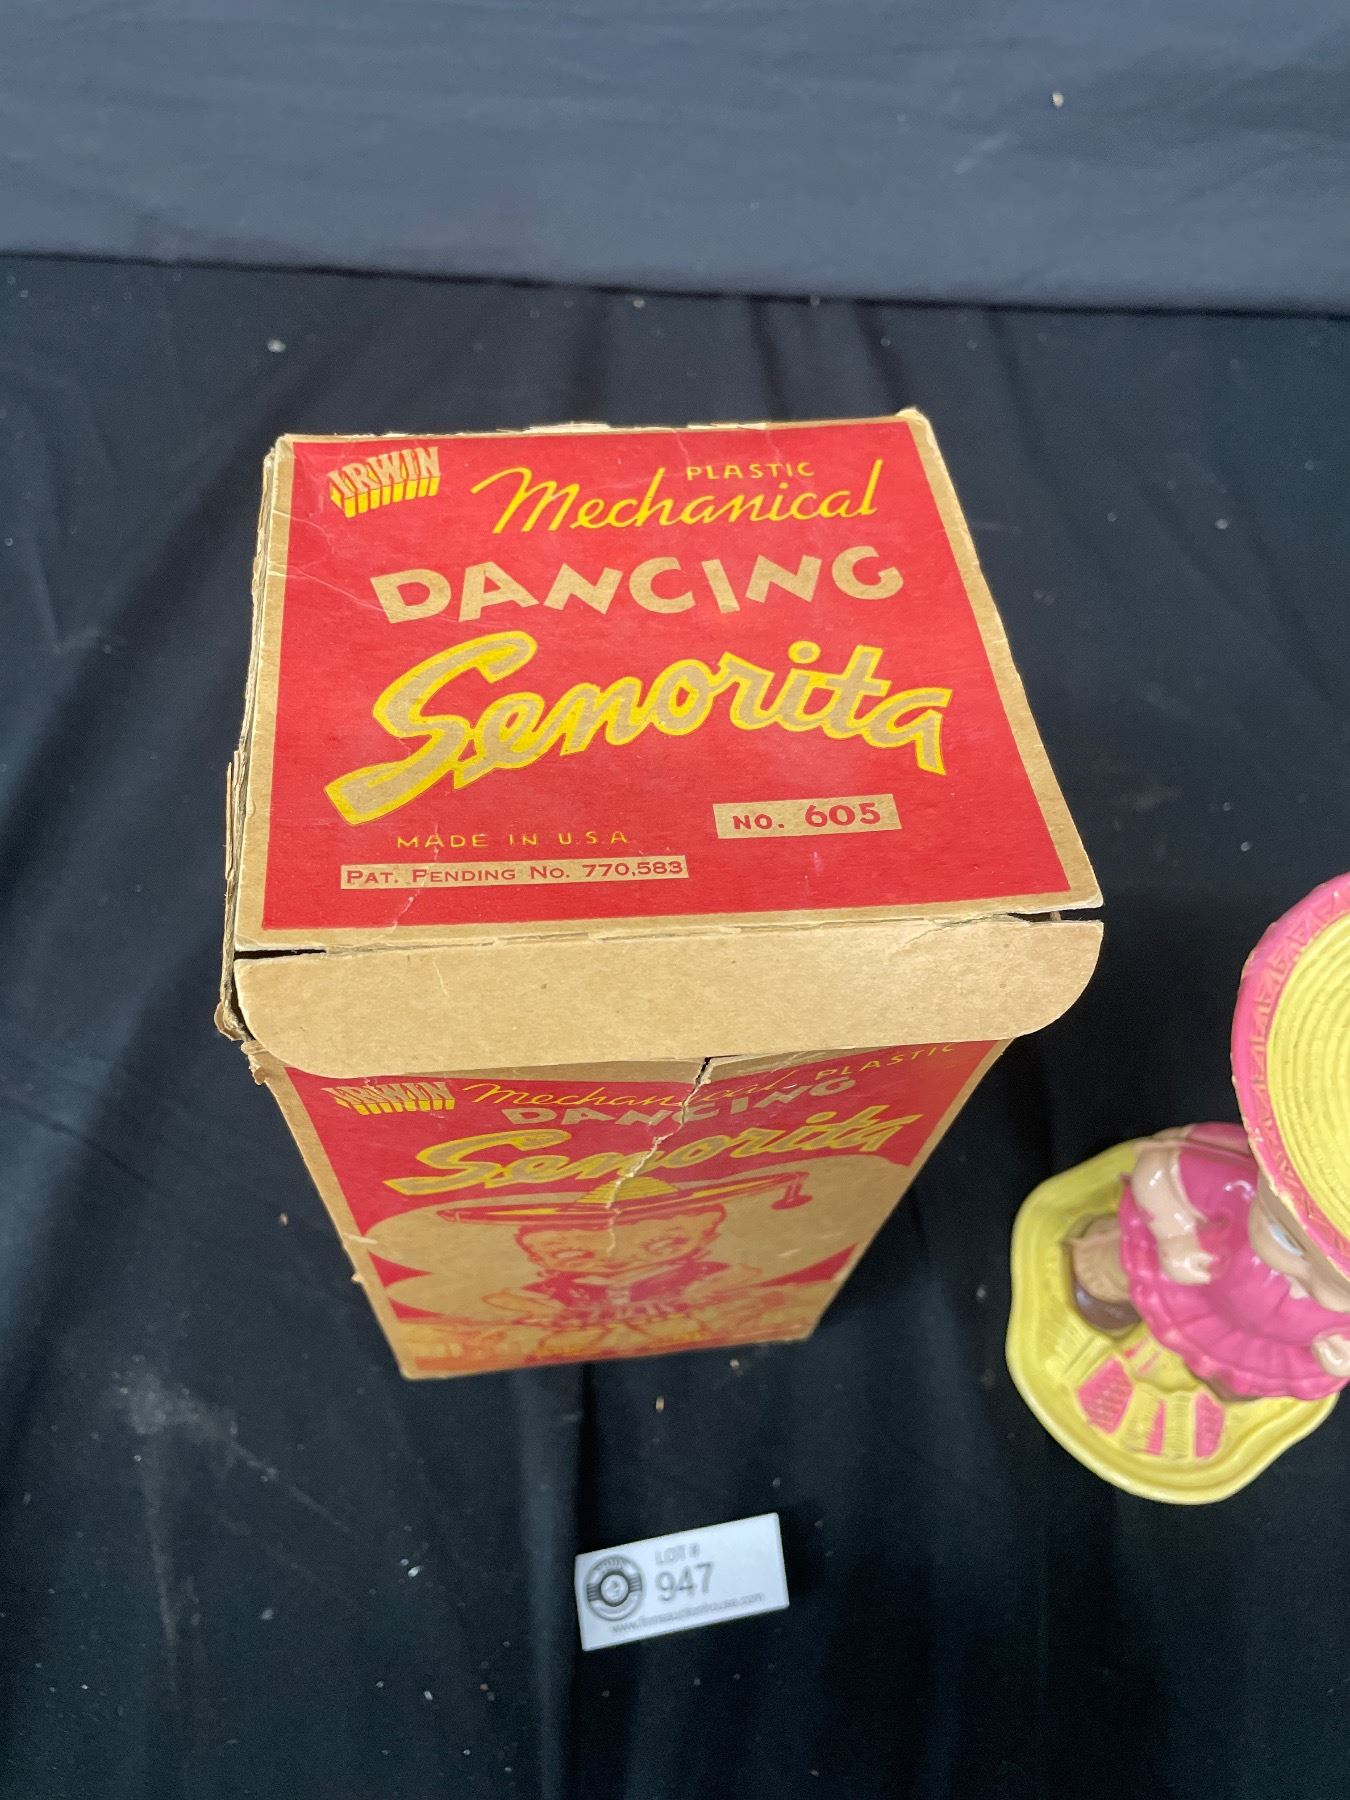 IRWIN
PLASTIC
Mechanical
DANCING
Senorita
NO. 605
MADE IN U.S.A.
PAT. PENDING NO. 770,583
IRWIN
Mechanical PLASTIC
DANCING
Senorita
LOT #
947